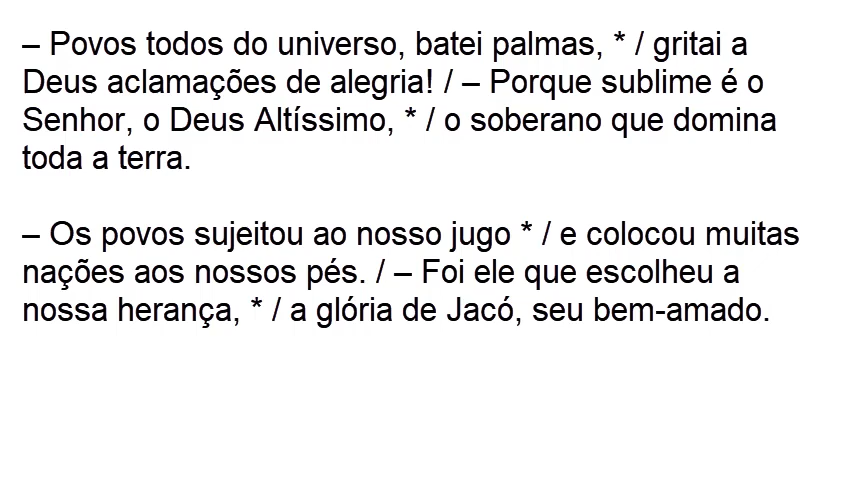 – Povos todos do universo, batei palmas, * / gritai a
Deus aclamações de alegria! / – Porque sublime é o
Senhor, o Deus Altíssimo, * / o soberano que domina
toda a terra.
– Os povos sujeitou ao nosso jugo * / e colocou muitas
nações aos nossos pés. / – Foi ele que escolheu a
nossa herança, * / a glória de Jacó, seu bem-amado.